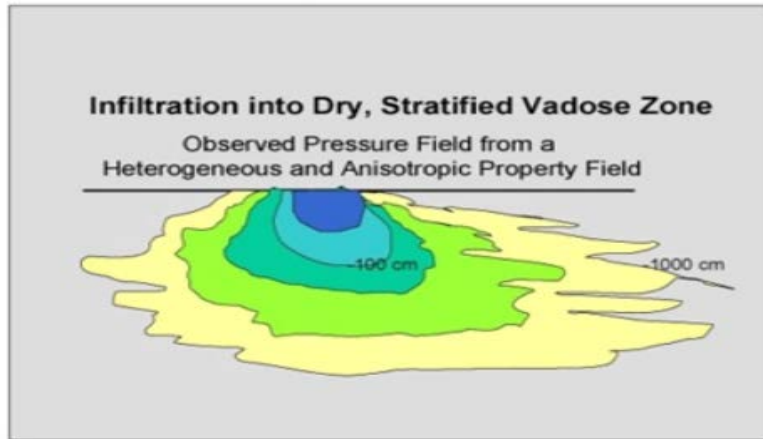 Infiltration into Dry, Stratified Vadose Zone
Observed Pressure Field from a
Heterogeneous and Anisotropic Property Field
-100 cm
-1000 cm